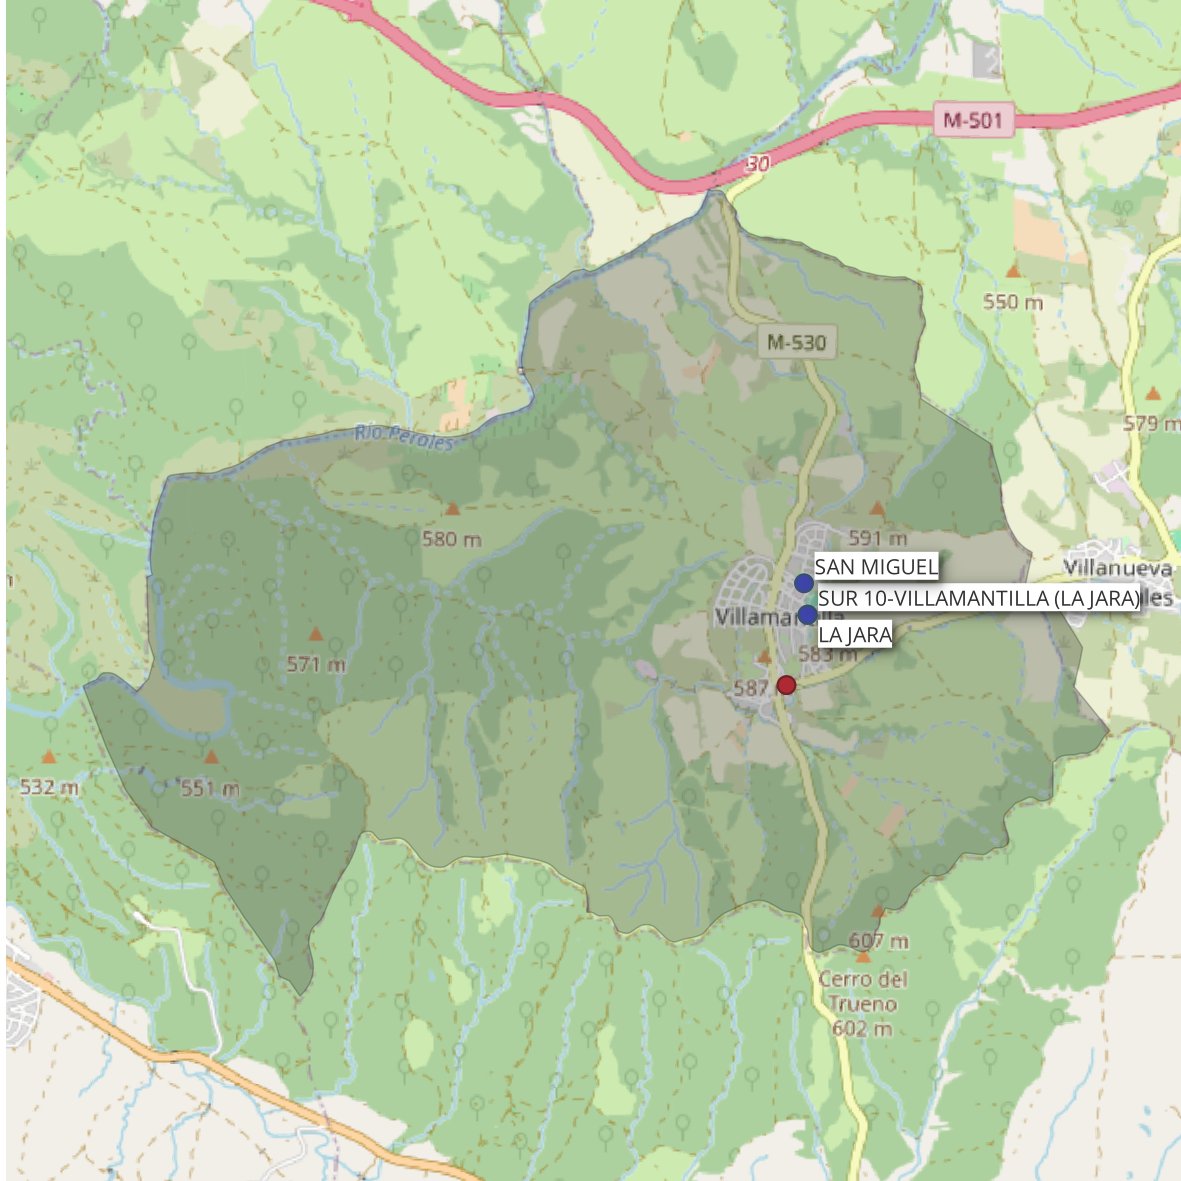 M-501
30
550 m
M-530
579 m
Río Perales
580 m
591 m
SAN MIGUEL
Villanueva
SUR 10-VILLAMANTILLA (LA JARA)
LA JARA
583 m
571 m
587
532 m
551 m
607 m
Cerro del
Trueno
602 m